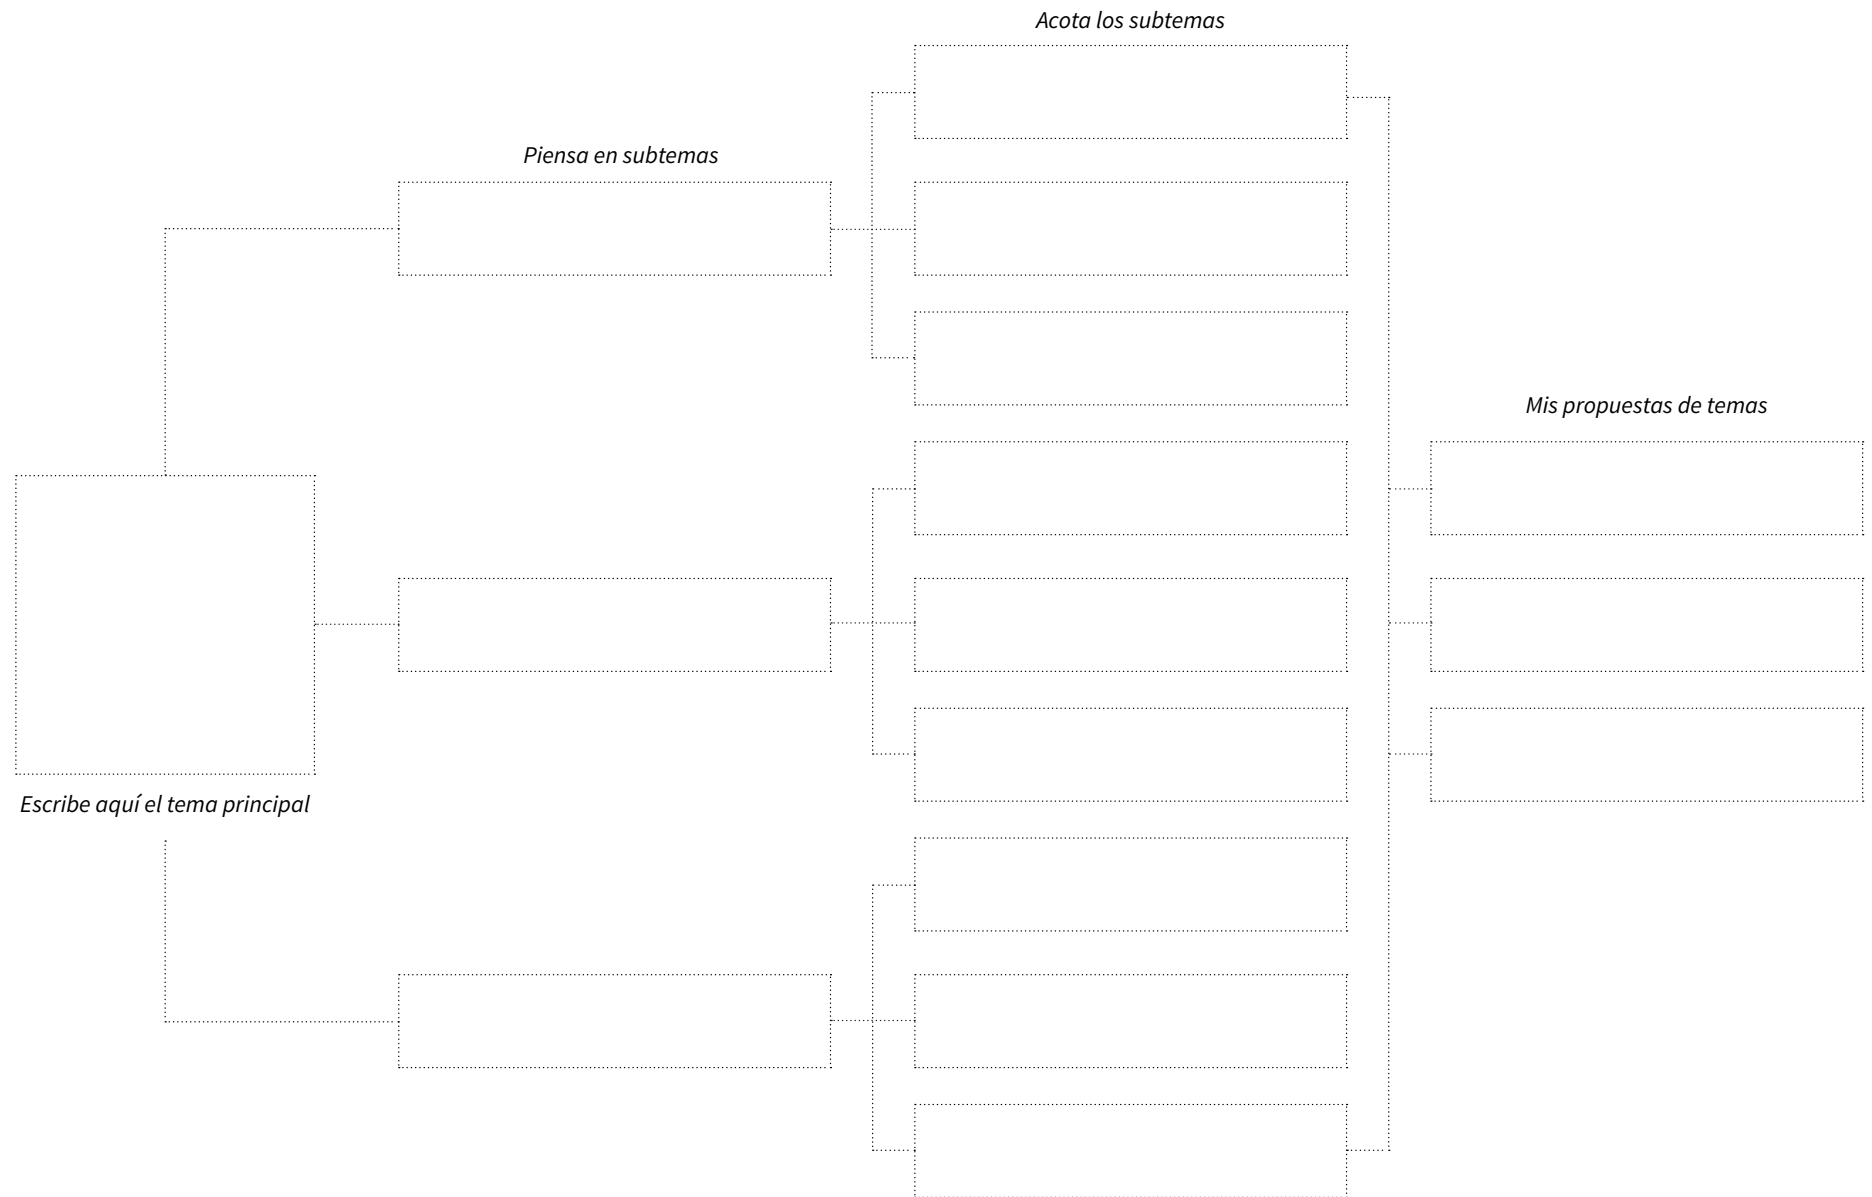 Acota los subtemas
Piensa en subtemas
Mis propuestas de temas
Escribe aquí el tema principal